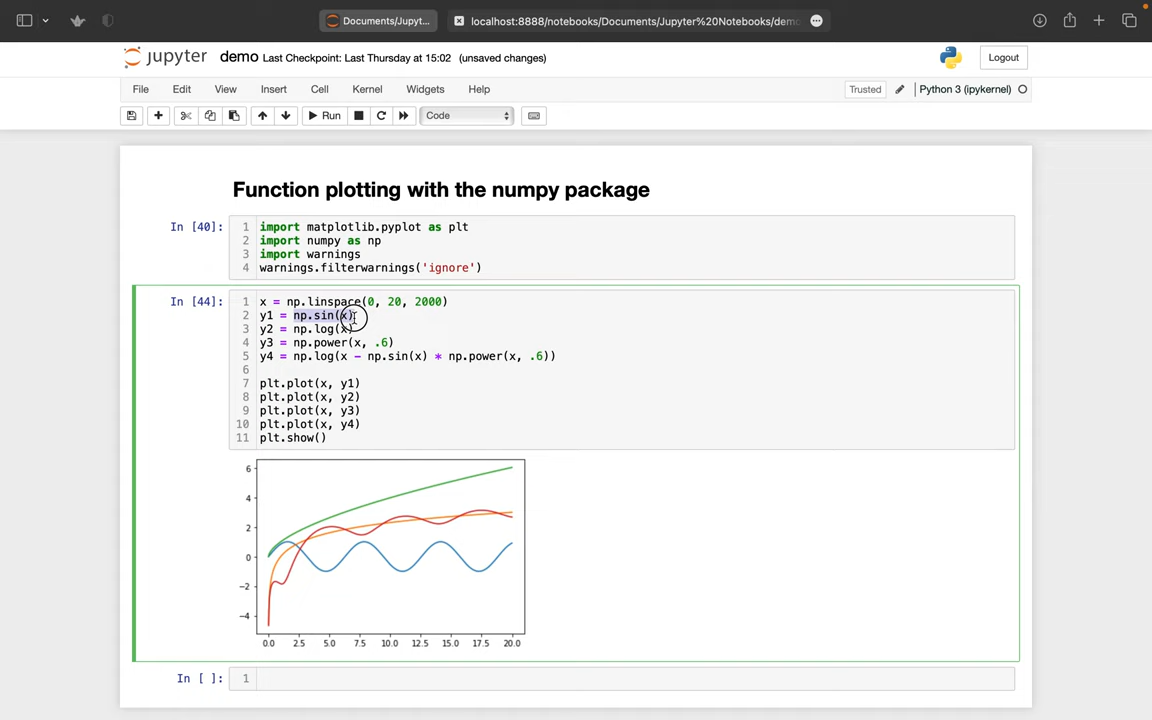 Documents/Jupyt...
localhost:8888/notebooks/Documents/Jupyter%20Notebooks/demo
jupyter demo Last Checkpoint: Last Thursday at 15:02 (unsaved changes)
Logout
File Edit View Insert Cell Kernel Widgets Help
Trusted
Python 3 (ipykernel)
Run
Code
Function plotting with the numpy package
In [40]:
1 import matplotlib.pyplot as plt
2 import numpy as np
3 import warnings
4 warnings.filterwarnings('ignore')
In [44]:
1 x = np.linspace(0, 20, 2000)
2 y1 = np.sin(x)
3 y2 = np.log(x)
4 y3 = np.power(x, .6)
5 y4 = np.log(x - np.sin(x) * np.power(x, .6))
6
7 plt.plot(x, y1)
8 plt.plot(x, y2)
9 plt.plot(x, y3)
10 plt.plot(x, y4)
11 plt.show()
6
4
2
0
−2
−4
0.0 2.5 5.0 7.5 10.0 12.5 15.0 17.5 20.0
In [ ]:
1